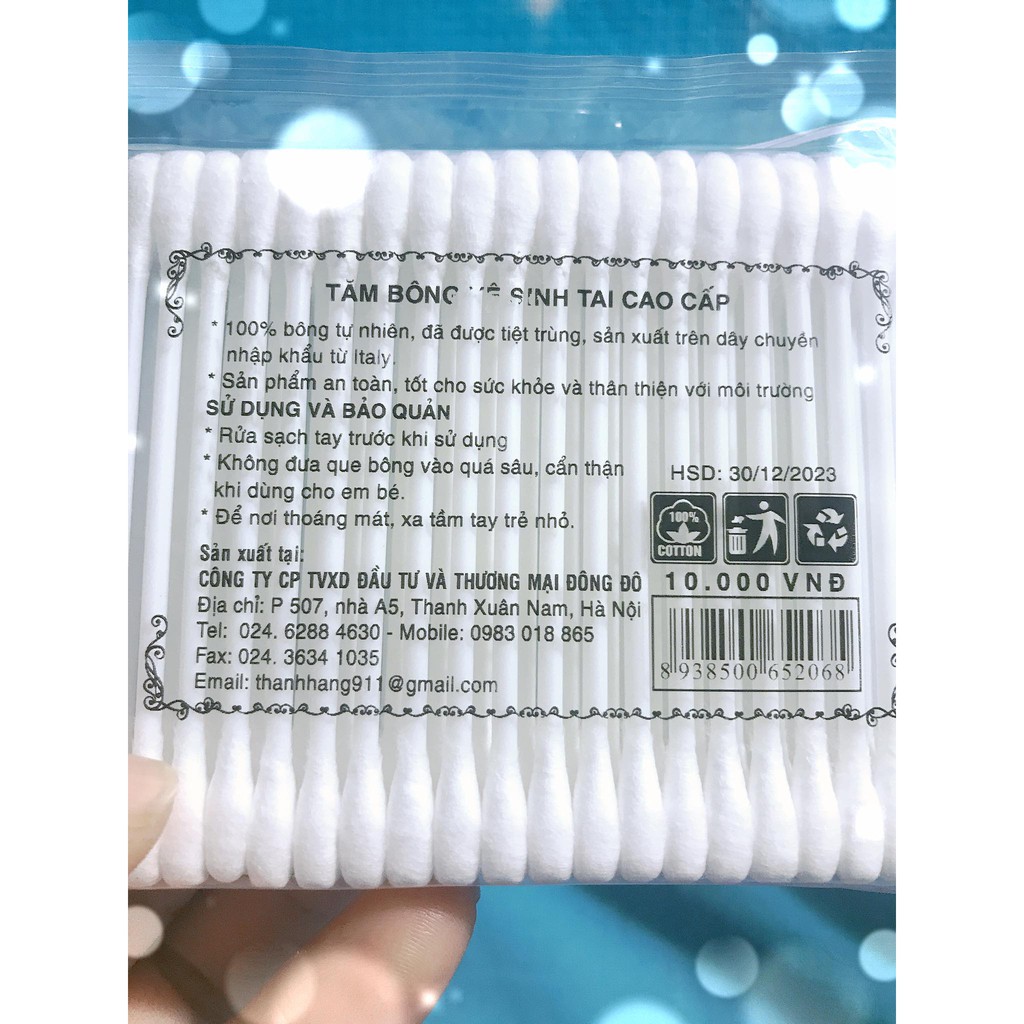 TĂM BÔNG VỆ SINH TAI CAO CẤP
* 100% bông tự nhiên, đã được tiệt trùng, sản xuất trên dây chuyền
nhập khẩu từ Italy.
* Sản phẩm an toàn, tốt cho sức khỏe và thân thiện với môi trường
SỬ DỤNG VÀ BẢO QUẢN
* Rửa sạch tay trước khi sử dụng
* Không đưa que bông vào quá sâu, cẩn thận
khi dùng cho em bé.
* Để nơi thoáng mát, xa tầm tay trẻ nhỏ.
Sản xuất tại:
CÔNG TY CP TVXD ĐẦU TƯ VÀ THƯƠNG MẠI ĐÔNG ĐÔ
Địa chỉ: P 507, nhà A5, Thanh Xuân Nam, Hà Nội
Tel: 024. 6288 4630 - Mobile: 0983 018 865
Fax: 024. 3634 1035
Email: thanhhang911@gmail.com
HSD: 30/12/2023
100%
COTTON
10.000 VNĐ
8 938500 652068